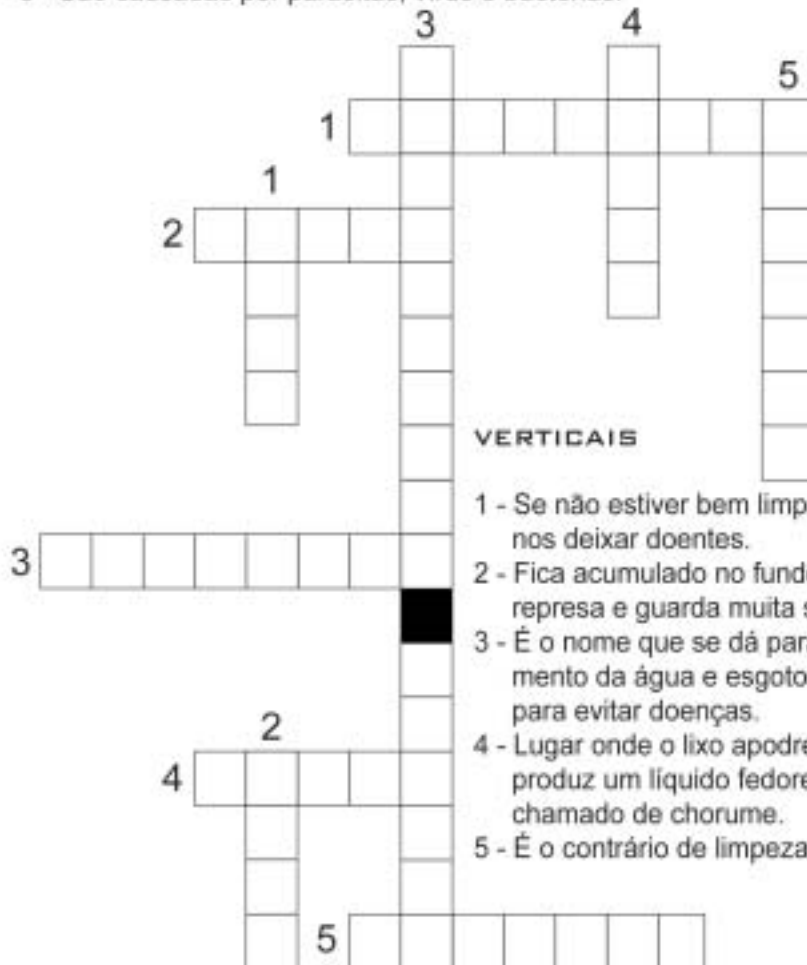 3
4
5
1
1
2
VERTICAIS
1 - Se não estiver bem limp
nos deixar doentes.
3
2 - Fica acumulado no fund
represa e guarda muita s
3 - É o nome que se dá par
mento da água e esgoto
para evitar doenças.
2
4 - Lugar onde o lixo apodre
4
produz um líquido fedore
chamado de chorume.
5 - É o contrário de limpeza
5